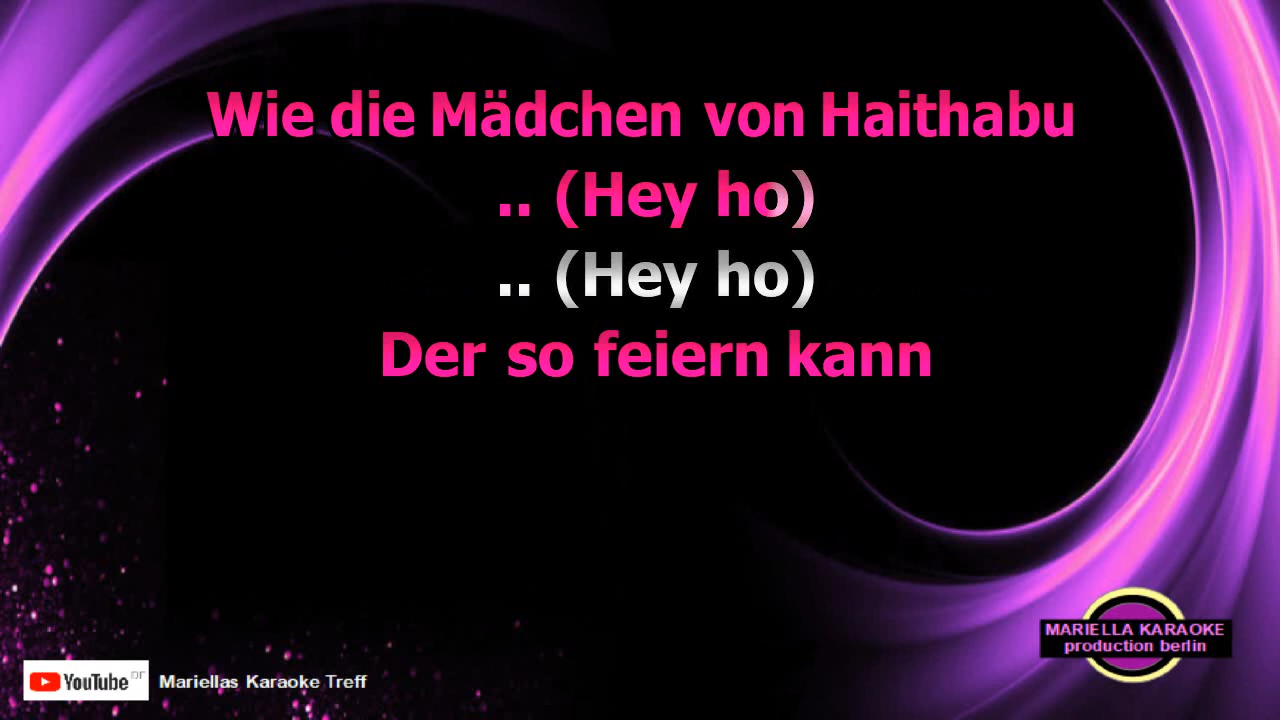 Wie die Mädchen von Haithabu
.. (Hey ho)
.. (Hey ho)
Der so feiern kann
MARIELLA KARAOKE
production berlin
YouTube DE
Mariellas Karaoke Treff